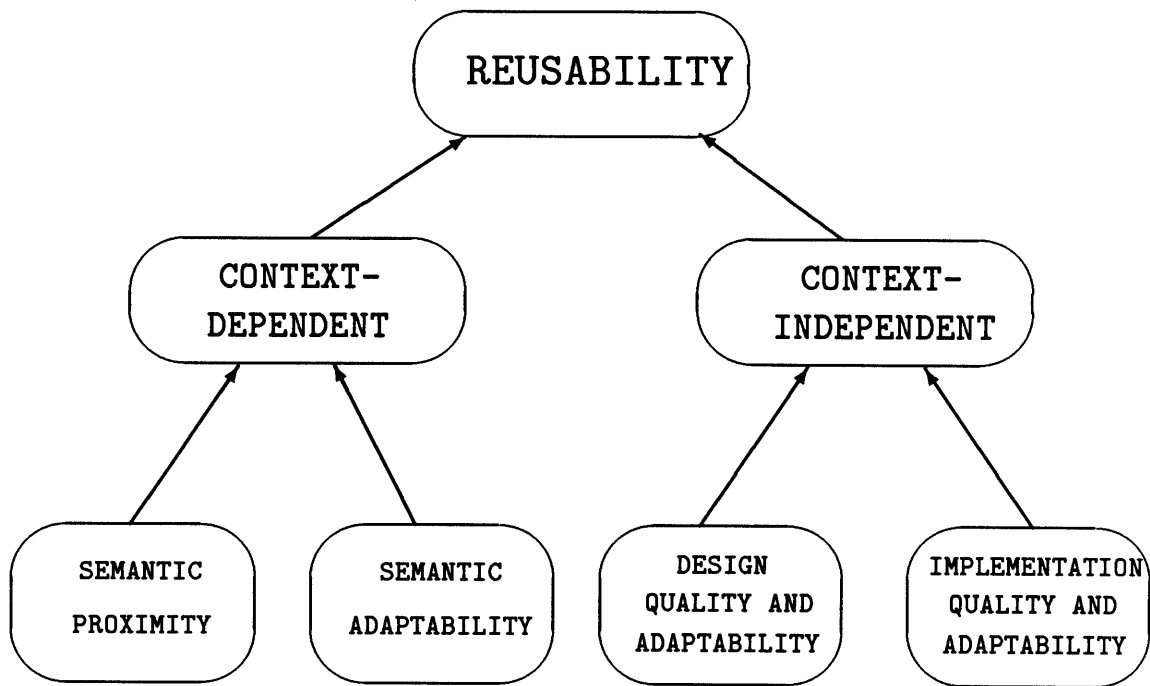 REUSABILITY
CONTEXT-
DEPENDENT
CONTEXT-
INDEPENDENT
SEMANTIC
PROXIMITY
SEMANTIC
ADAPTABILITY
DESIGN
QUALITY AND
ADAPTABILITY
IMPLEMENTATION
QUALITY AND
ADAPTABILITY